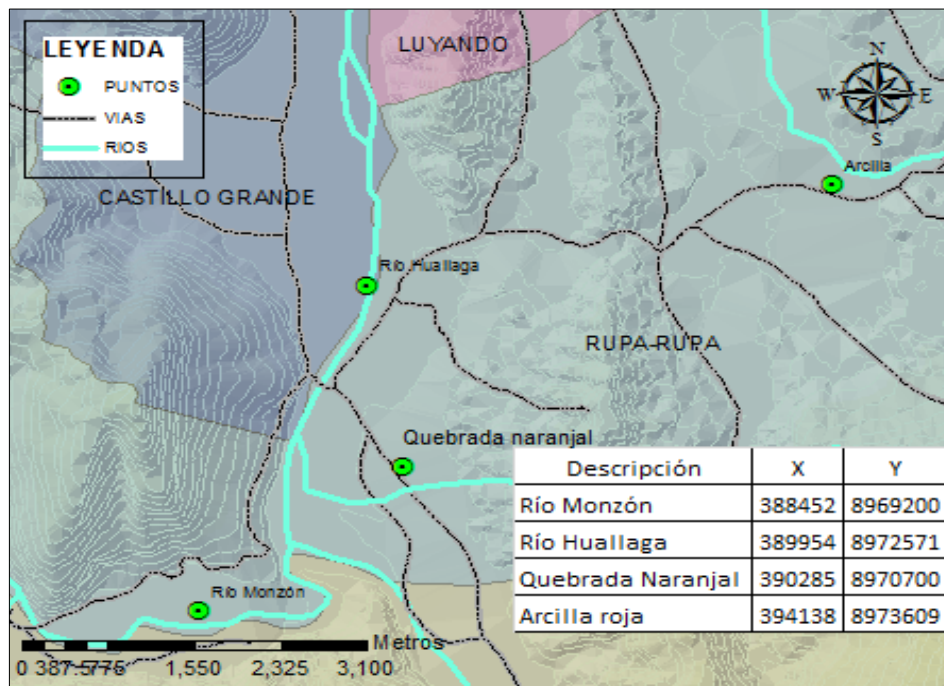 LEYENDA
PUNTOS
VIAS
RIOS
LUYANDO
N
W E
S
Arcilla
CASTILLO GRANDE
Río Huallaga
RUPA-RUPA
Quebrada naranjal
Descripción X Y
Río Monzón 388452 8969200
Río Huallaga 389954 8972571
Quebrada Naranjal 390285 8970700
Arcilla roja 394138 8973609
Río Monzón
Metros
0 387.5 775 1,550 2,325 3,100